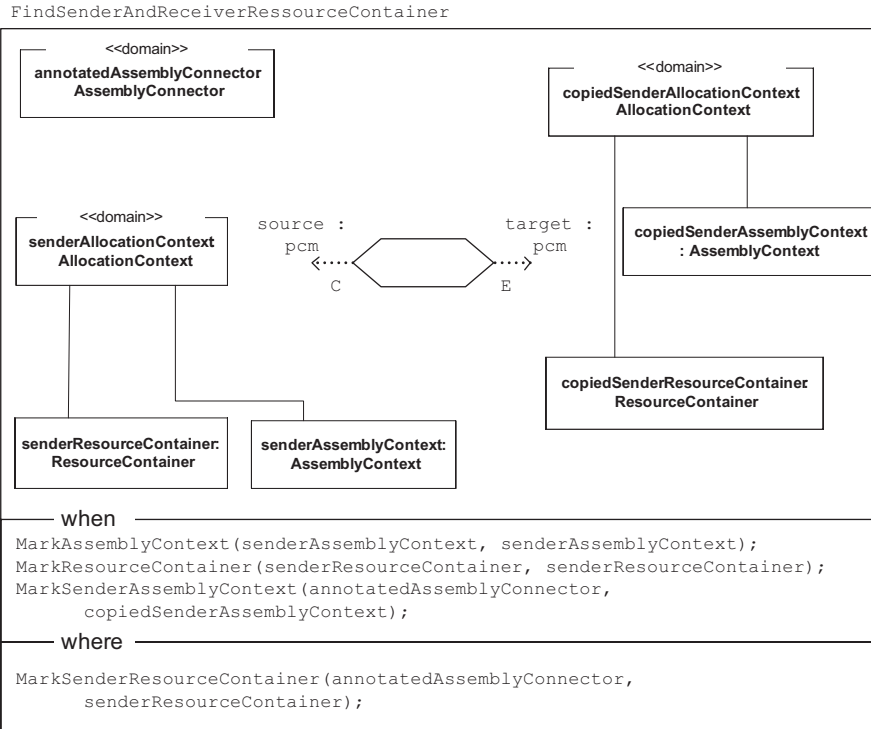 FindSenderAndReceiverRessourceContainer
<<domain>>
annotatedAssemblyConnector
AssemblyConnector
<<domain>>
copiedSenderAllocationContext
AllocationContext
<<domain>>
senderAllocationContext
AllocationContext
source :
pcm
C
target :
pcm
E
copiedSenderAssemblyContext
: AssemblyContext
copiedSenderResourceContainer:
ResourceContainer
senderResourceContainer:
ResourceContainer
senderAssemblyContext:
AssemblyContext
when
MarkAssemblyContext(senderAssemblyContext, senderAssemblyContext);
MarkResourceContainer(senderResourceContainer, senderResourceContainer);
MarkSenderAssemblyContext(annotatedAssemblyConnector,
copiedSenderAssemblyContext);
where
MarkSenderResourceContainer(annotatedAssemblyConnector,
senderResourceContainer);